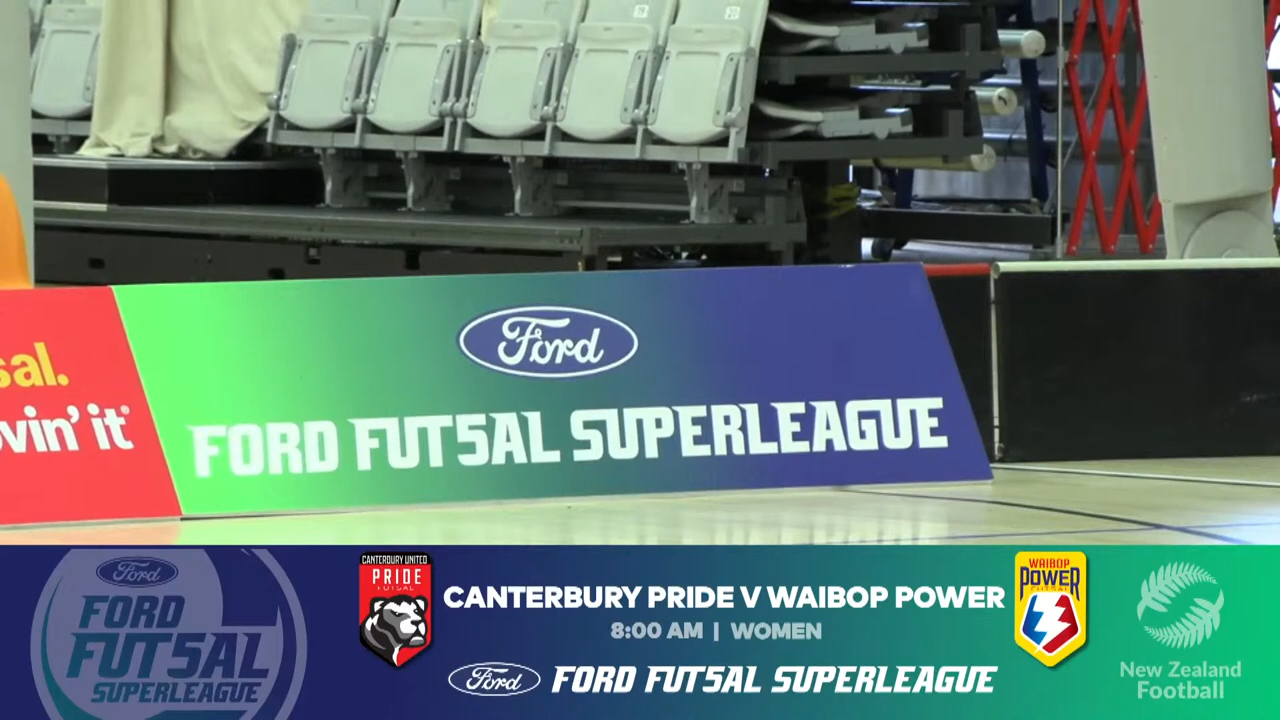 sal.
vin' it
Ford
FORD FUTSAL SUPERLEAGUE
Ford
FORD
FUTSAL
SUPERLEAGUE
CANTERBURY UNITED
PRIDE
FUTSAL
CANTERBURY PRIDE V WAIBOP POWER
8:00 AM | WOMEN
Ford FORD FUTSAL SUPERLEAGUE
WAIBOP
POWER
FUTSAL
New Zealand
Football